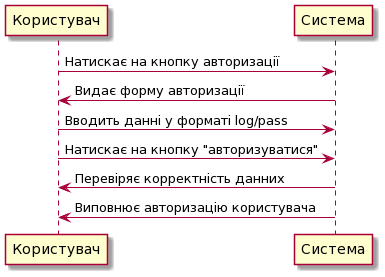 Користувач
Система
Натискає на кнопку авторизації
Видає форму авторизації
Вводить данні у форматі log/pass
Натискає на кнопку "авторизуватися"
Перевіряє корректність данних
Виповнює авторизацію користувача
Користувач
Система